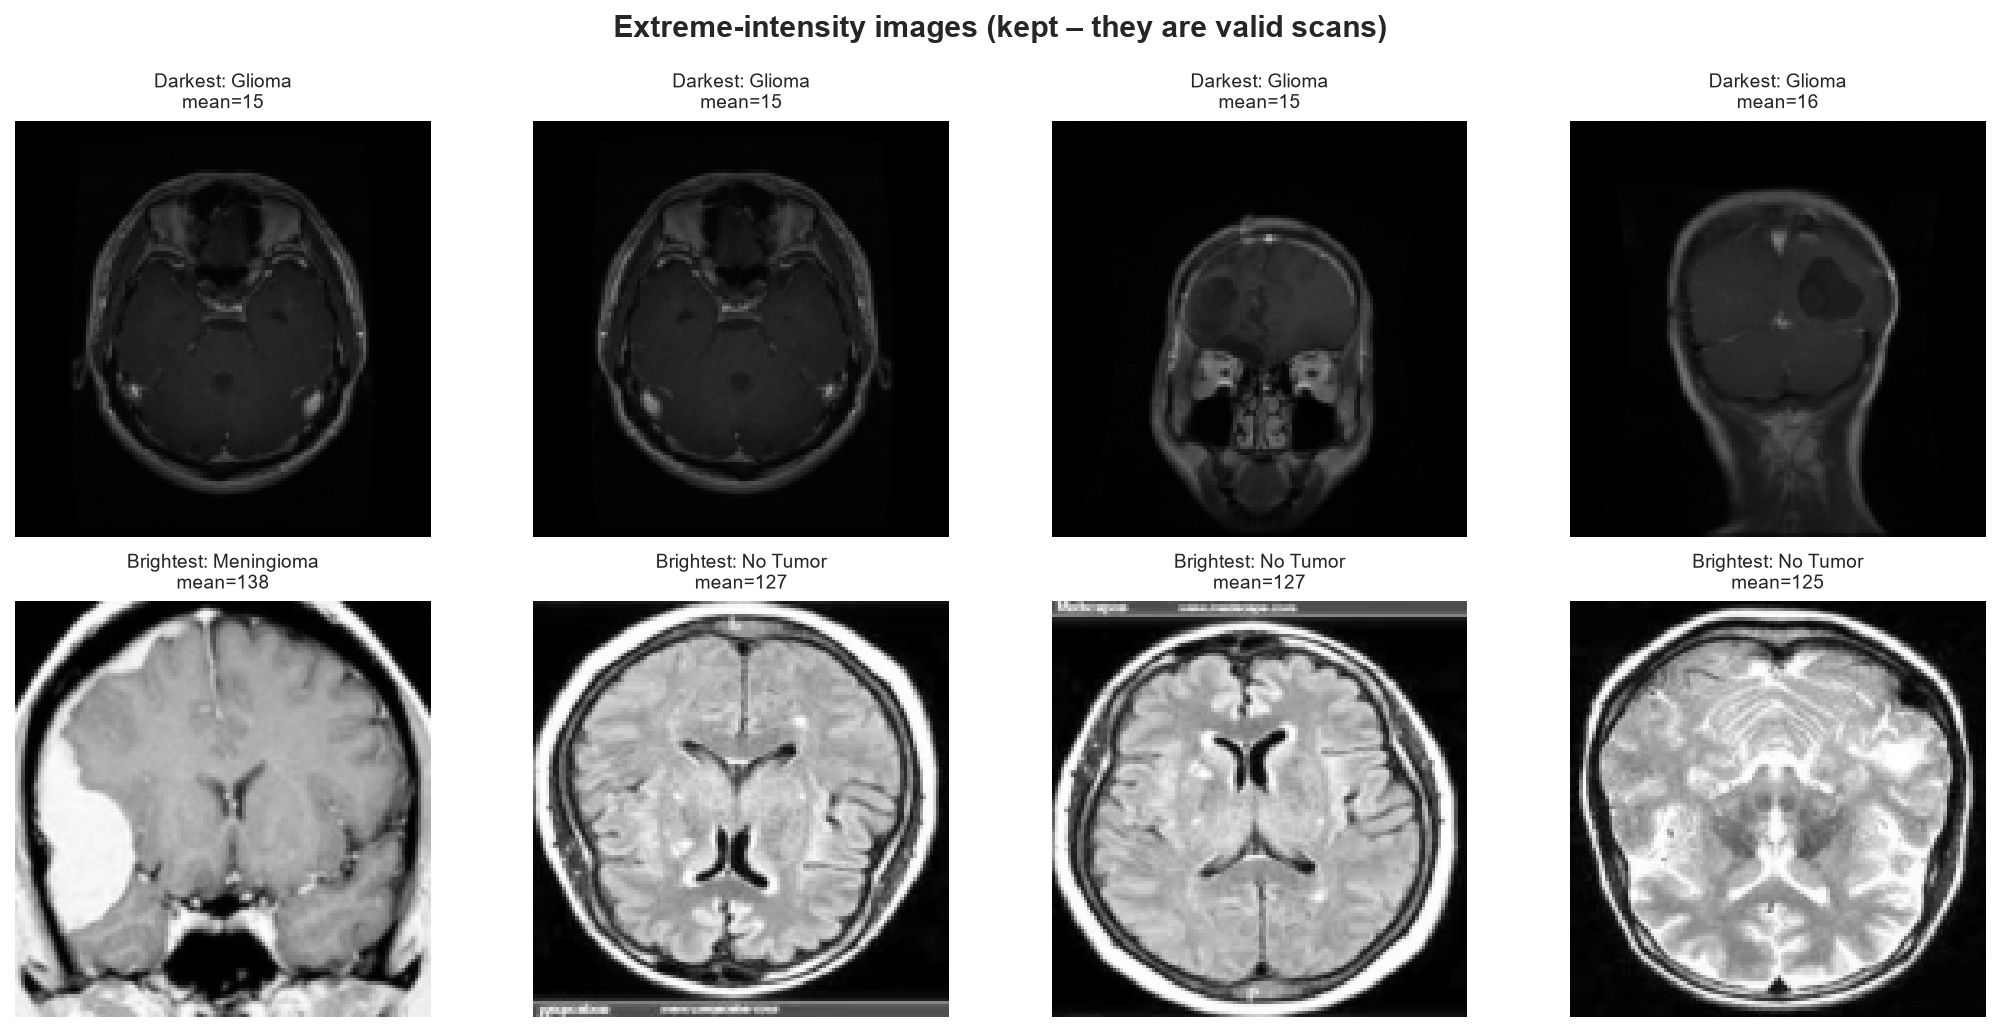 Extreme-intensity images (kept – they are valid scans)
Darkest: Glioma
mean=15
Darkest: Glioma
mean=15
Darkest: Glioma
mean=15
Darkest: Glioma
mean=16
Brightest: Meningioma
mean=138
Brightest: No Tumor
mean=127
Brightest: No Tumor
mean=127
Brightest: No Tumor
mean=125